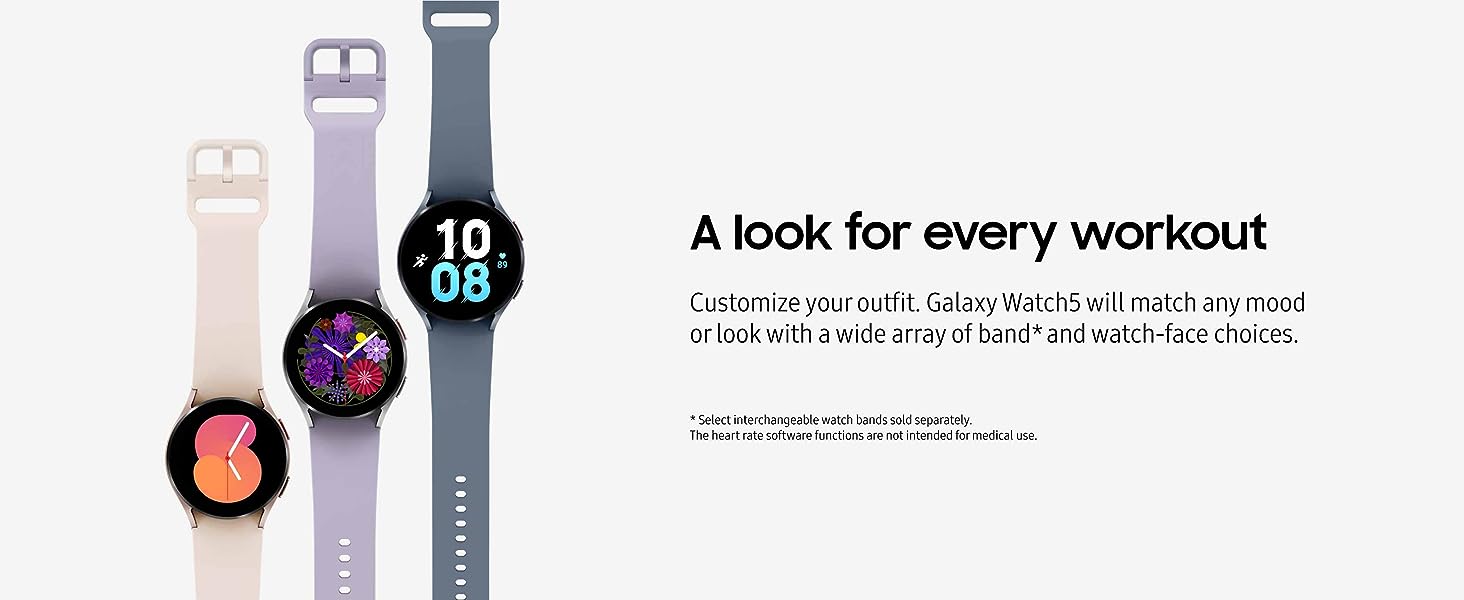 10
08
89
A look for every workout
Customize your outfit. Galaxy Watch5 will match any mood
or look with a wide array of band* and watch-face choices.
* Select interchangeable watch bands sold separately.
The heart rate software functions are not intended for medical use.